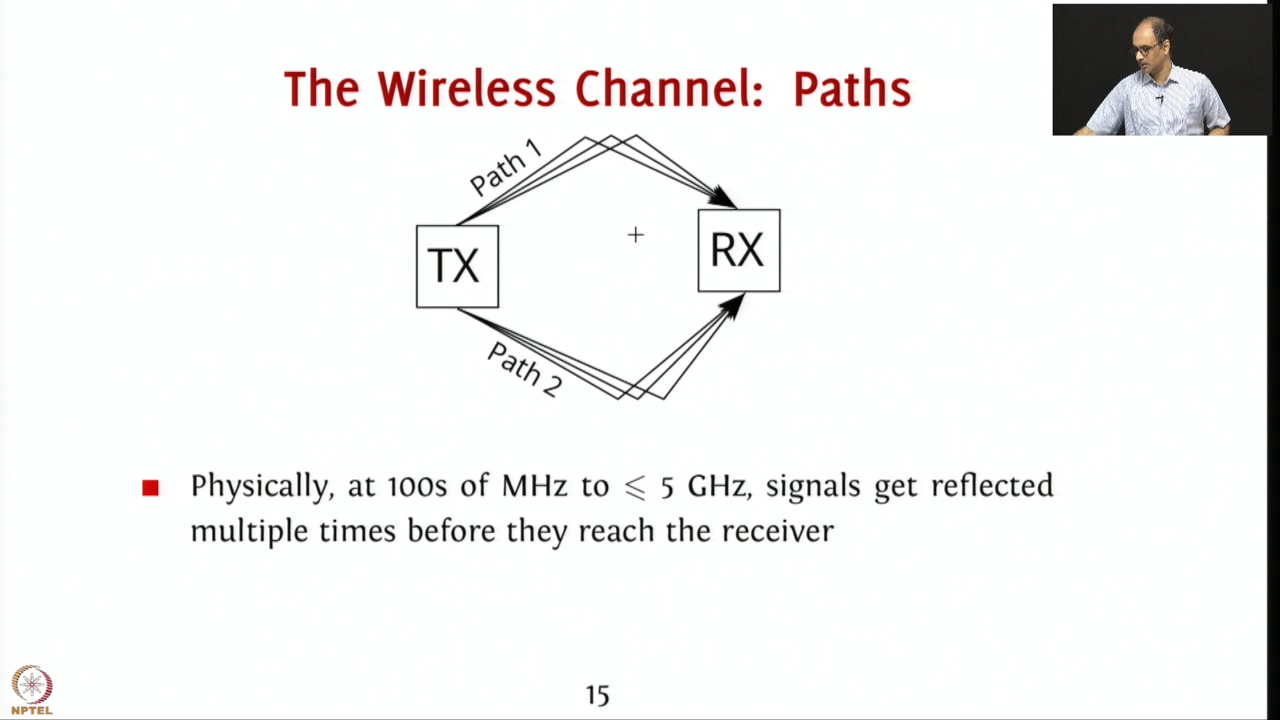 The Wireless Channel: Paths
Path 1
TX
RX
Path 2
Physically, at 100s of MHz to ⩽ 5 GHz, signals get reflected
multiple times before they reach the receiver
15
NPTEL